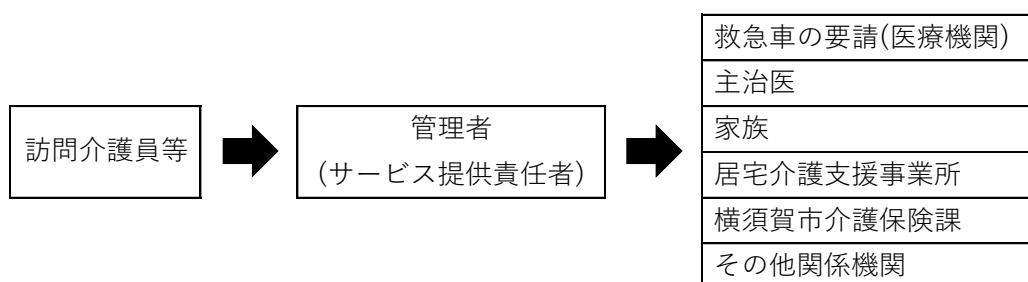 訪問介護員等
管理者
(サービス提供責任者)
救急車の要請(医療機関)
主治医
家族
居宅介護支援事業所
横須賀市介護保険課
その他関係機関